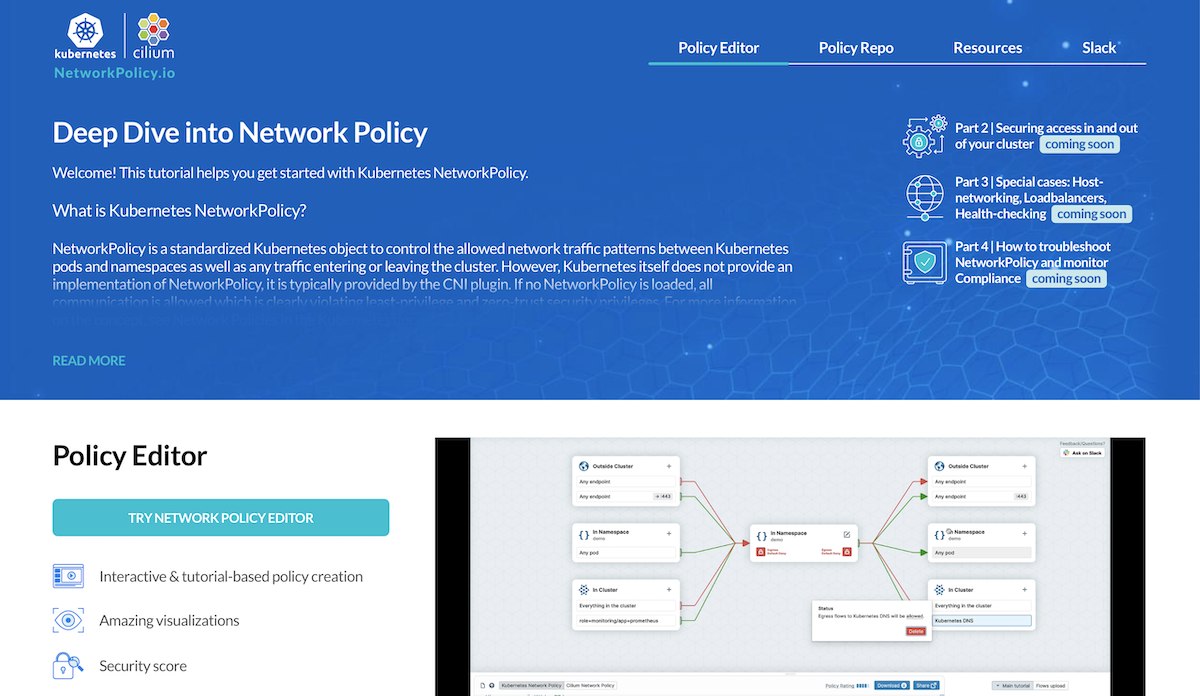 kubernetes
cilium
NetworkPolicy.io
Policy Editor
Policy Repo
Resources
Slack
Deep Dive into Network Policy
Welcome! This tutorial helps you get started with Kubernetes NetworkPolicy.
What is Kubernetes NetworkPolicy?
NetworkPolicy is a standardized Kubernetes object to control the allowed network traffic patterns between Kubernetes
pods and namespaces as well as any traffic entering or leaving the cluster. However, Kubernetes itself does not provide an
implementation of NetworkPolicy, it is typically provided by the CNI plugin. If no NetworkPolicy is loaded, all
communication is allowed which is clearly violating least-privilege and zero-trust security privileges. For more information
READ MORE
Part 2 | Securing access in and out
of your cluster coming soon
Part 3 | Special cases: Host-
networking, Loadbalancers,
Health-checking coming soon
Part 4 | How to troubleshoot
NetworkPolicy and monitor
Compliance coming soon
Policy Editor
TRY NETWORK POLICY EDITOR
Interactive & tutorial-based policy creation
Amazing visualizations
Security score
Feedback/Questions?
Ask on Slack
Outside Cluster
Any endpoint
Any endpoint :443
{} In Namespace
demo
Any pod
In Cluster
Everything in the cluster
role=monitoring/app=prometheus
{} In Namespace
demo
Ingress
Default Deny
Egress
Default Deny
Outside Cluster
Any endpoint
Any endpoint :443
{} In Namespace
demo
Any pod
In Cluster
Everything in the cluster
Kubernetes DNS
Status
Egress flows to Kubernetes DNS will be allowed.
Delete
Kubernetes Network Policy
Cilium Network Policy
Policy Rating
Download
Share
Main tutorial
Flows upload